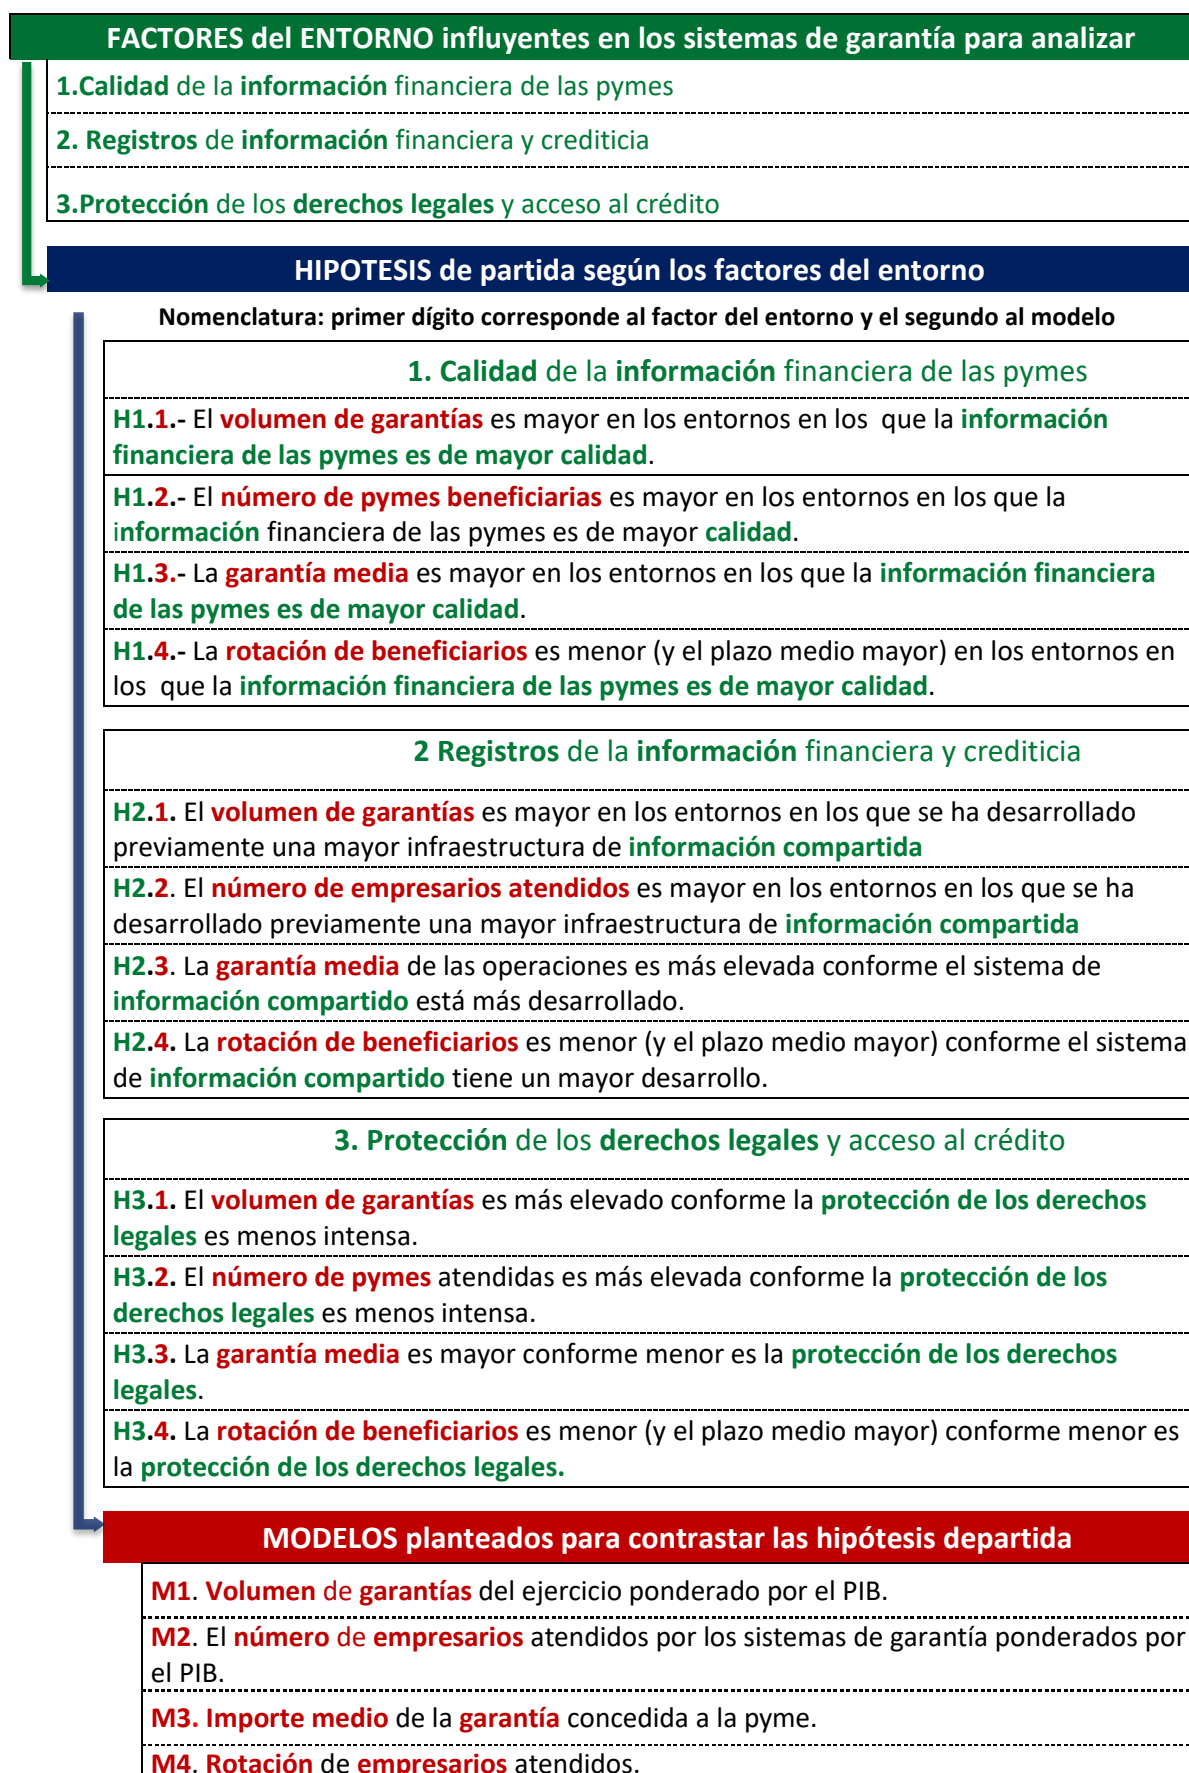 FACTORES del ENTORNO influyentes en los sistemas de garantía para analizar
1.Calidad de la información financiera de las pymes
2. Registros de información financiera y crediticia
3.Protección de los derechos legales y acceso al crédito
HIPOTESIS de partida según los factores del entorno
Nomenclatura: primer dígito corresponde al factor del entorno y el segundo al modelo
1. Calidad de la información financiera de las pymes
H1.1.- El volumen de garantías es mayor en los entornos en los que la información
financiera de las pymes es de mayor calidad.
H1.2.- El número de pymes beneficiarias es mayor en los entornos en los que la
información financiera de las pymes es de mayor calidad.
H1.3.- La garantía media es mayor en los entornos en los que la información financiera
de las pymes es de mayor calidad.
H1.4.- La rotación de beneficiarios es menor (y el plazo medio mayor) en los entornos en
los que la información financiera de las pymes es de mayor calidad.
2 Registros de la información financiera y crediticia
H2.1. El volumen de garantías es mayor en los entornos en los que se ha desarrollado
previamente una mayor infraestructura de información compartida
H2.2. El número de empresarios atendidos es mayor en los entornos en los que se ha
desarrollado previamente una mayor infraestructura de información compartida
H2.3. La garantía media de las operaciones es más elevada conforme el sistema de
información compartido está más desarrollado.
H2.4. La rotación de beneficiarios es menor (y el plazo medio mayor) conforme el sistema
de información compartido tiene un mayor desarrollo.
3. Protección de los derechos legales y acceso al crédito
H3.1. El volumen de garantías es más elevado conforme la protección de los derechos
legales es menos intensa.
H3.2. El número de pymes atendidas es más elevada conforme la protección de los
derechos legales es menos intensa.
H3.3. La garantía media es mayor conforme menor es la protección de los derechos
legales.
H3.4. La rotación de beneficiarios es menor (y el plazo medio mayor) conforme menor es
la protección de los derechos legales.
MODELOS planteados para contrastar las hipótesis departida
M1. Volumen de garantías del ejercicio ponderado por el PIB.
M2. El número de empresarios atendidos por los sistemas de garantía ponderados por
el PIB.
M3. Importe medio de la garantía concedida a la pyme.
M4. Rotación de empresarios atendidos.